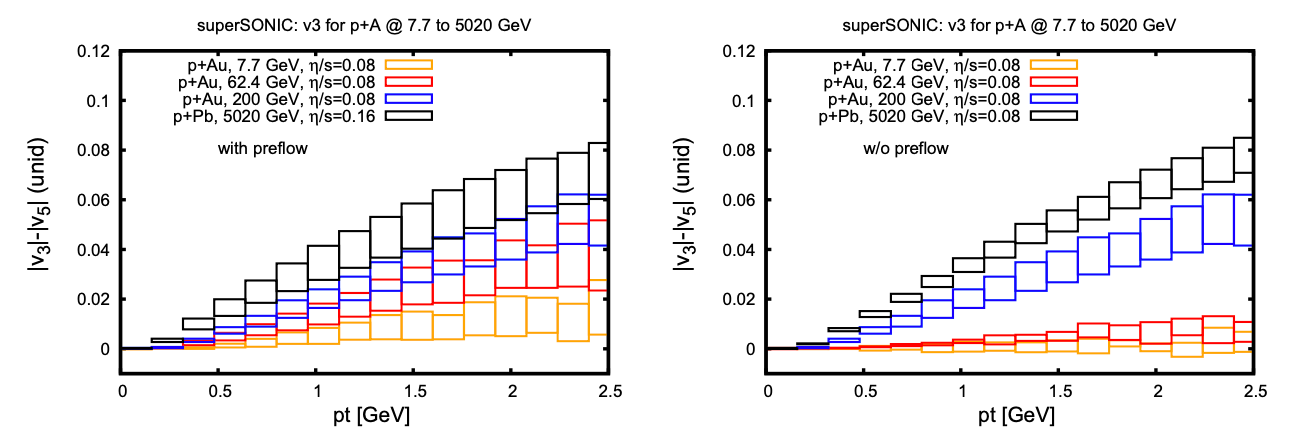 superSONIC: v3 for p+A @ 7.7 to 5020 GeV
0.12
0.1
0.08
0.06
0.04
0.02
0
|v3|-|v5| (unid)
p+Au, 7.7 GeV, η/s=0.08
p+Au, 62.4 GeV, η/s=0.08
p+Au, 200 GeV, η/s=0.08
p+Pb, 5020 GeV, η/s=0.16
with preflow
0 0.5 1 1.5 2 2.5
pt [GeV]
superSONIC: v3 for p+A @ 7.7 to 5020 GeV
0.12
0.1
0.08
0.06
0.04
0.02
0
|v3|-|v5| (unid)
p+Au, 7.7 GeV, η/s=0.08
p+Au, 62.4 GeV, η/s=0.08
p+Au, 200 GeV, η/s=0.08
p+Pb, 5020 GeV, η/s=0.08
w/o preflow
0 0.5 1 1.5 2 2.5
pt [GeV]